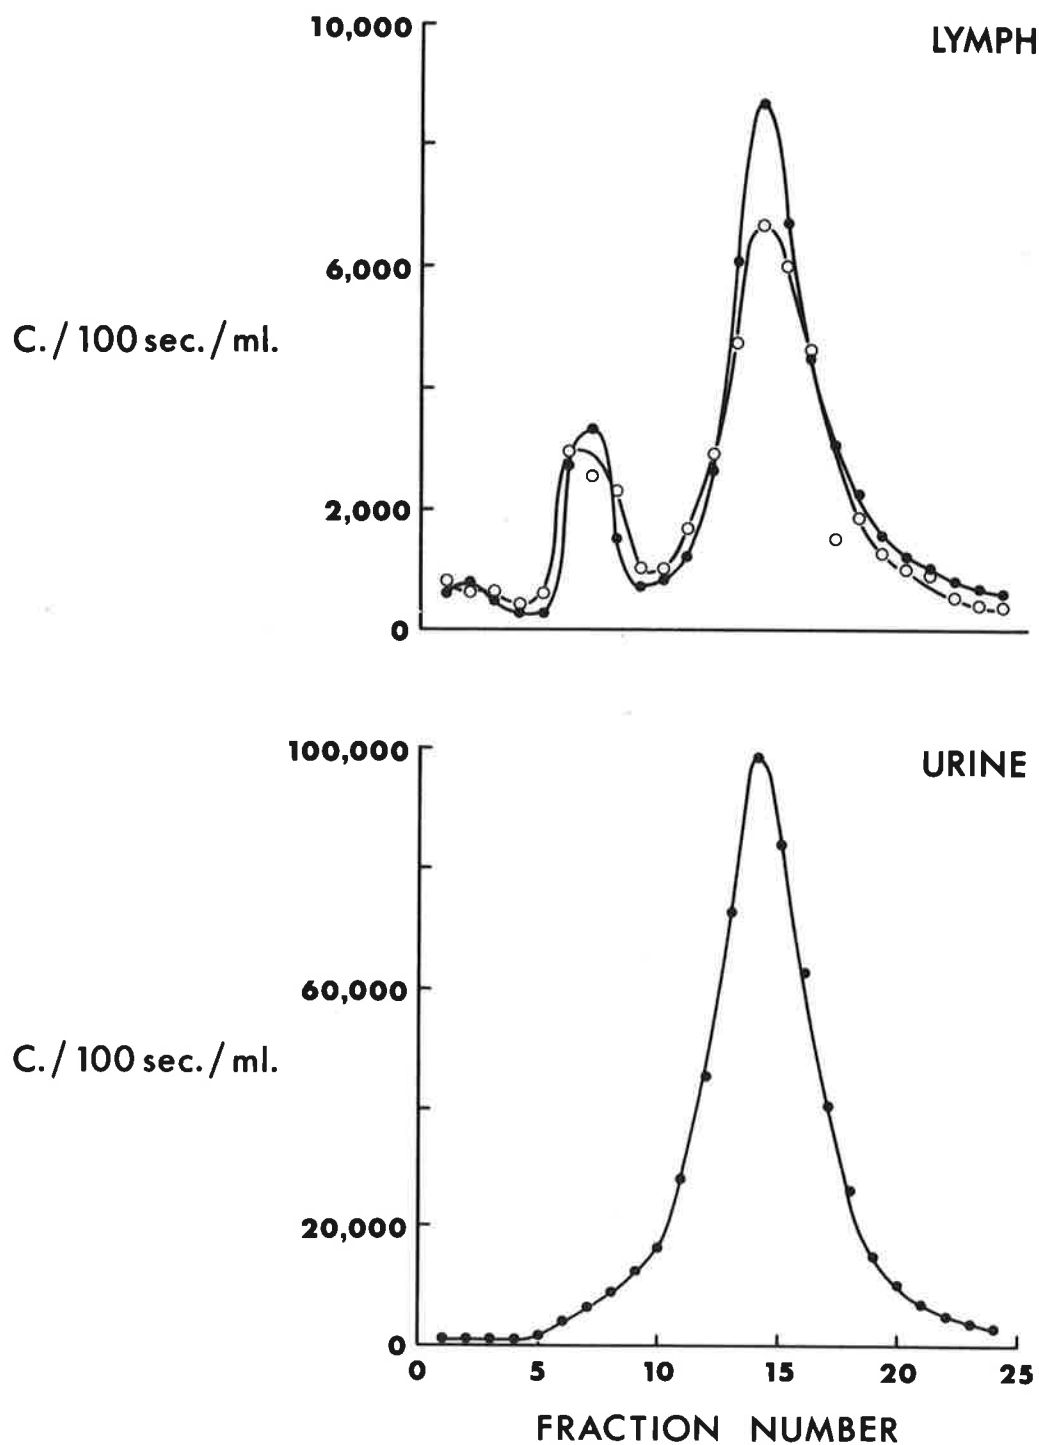 10,000
LYMPH
6,000
C./100 sec./ml.
2,000
0
100,000
URINE
60,000
C./100 sec./ml.
20,000
0
0 5 10 15 20 25
FRACTION NUMBER